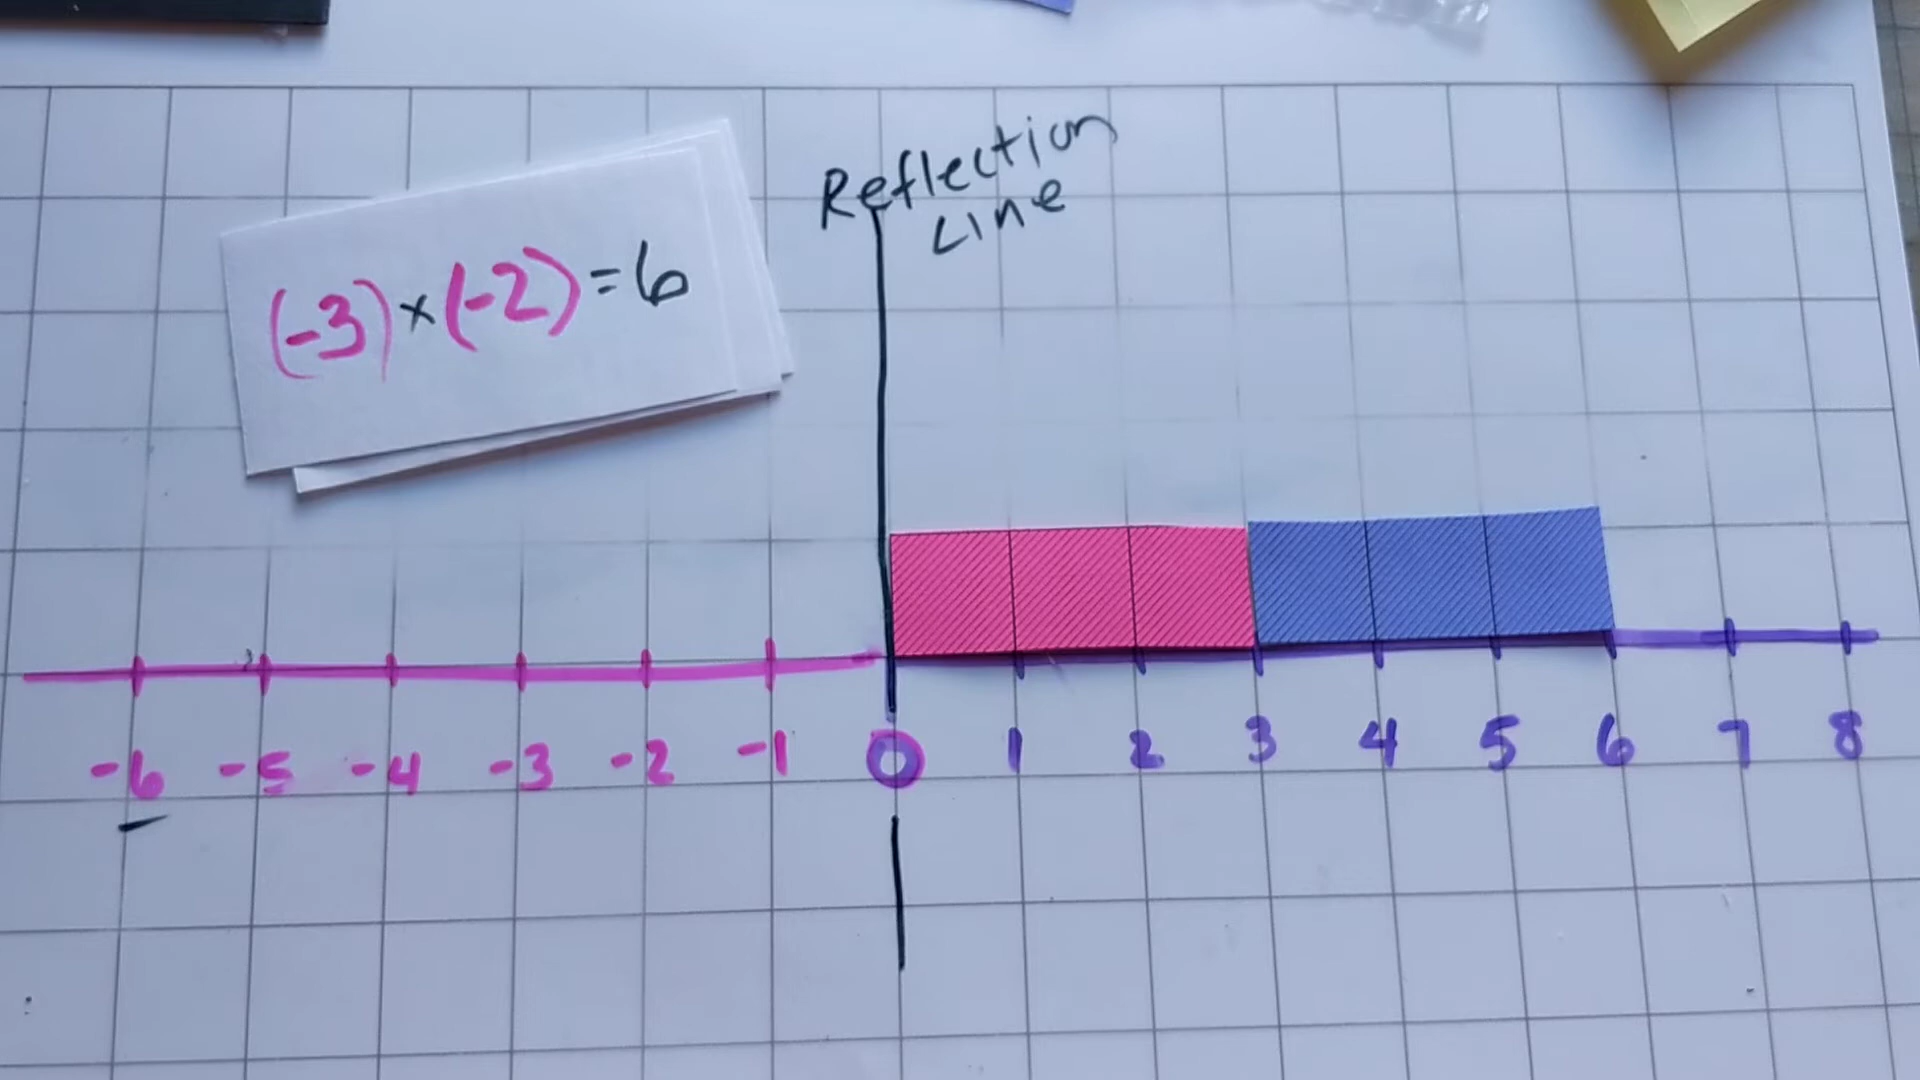 Reflection
Line
(-3) × (-2) = 6
-6 -5 -4 -3 -2 -1 0 1 2 3 4 5 6 7 8